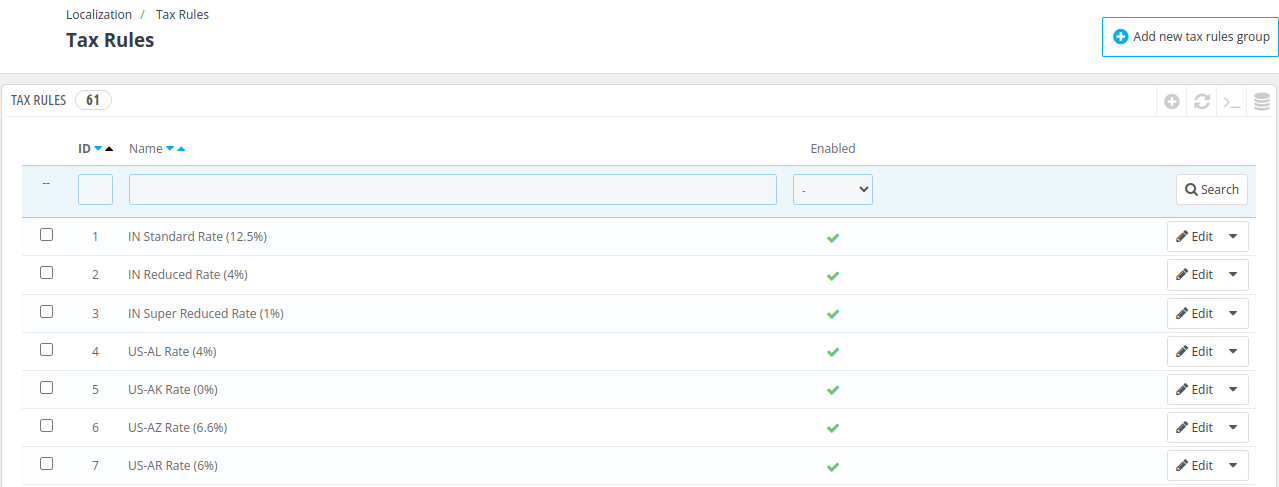 Localization / Tax Rules
Tax Rules
Add new tax rules group
TAX RULES 61
ID Name Enabled
-- - Search
1 IN Standard Rate (12.5%) Edit
2 IN Reduced Rate (4%) Edit
3 IN Super Reduced Rate (1%) Edit
4 US-AL Rate (4%) Edit
5 US-AK Rate (0%) Edit
6 US-AZ Rate (6.6%) Edit
7 US-AR Rate (6%) Edit